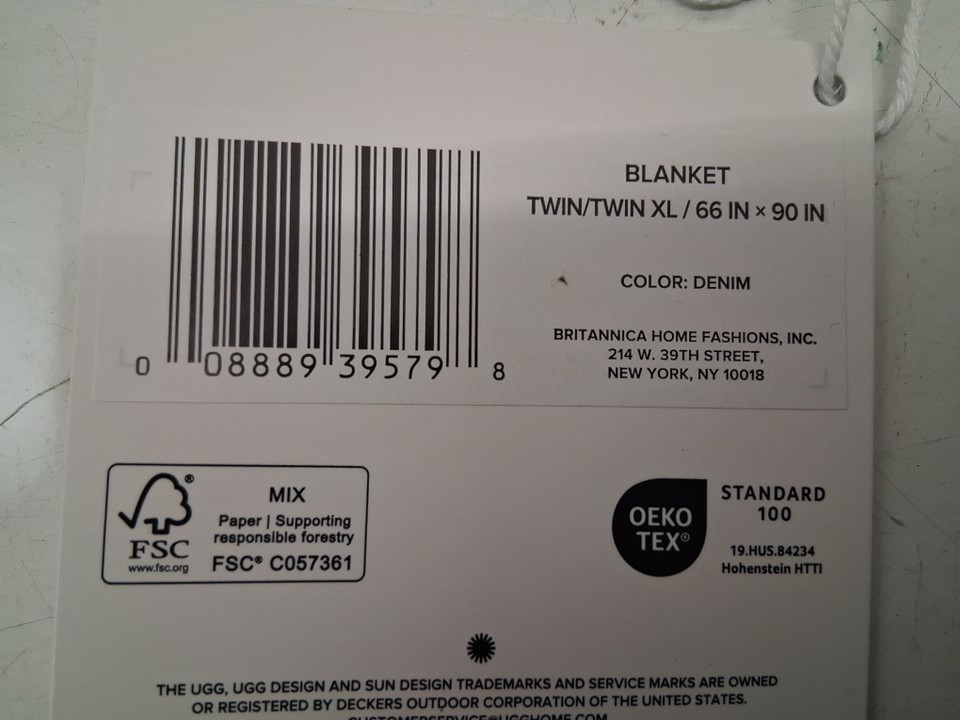 BLANKET
TWIN/TWIN XL / 66 IN × 90 IN
COLOR: DENIM
BRITANNICA HOME FASHIONS, INC.
214 W. 39TH STREET,
NEW YORK, NY 10018
0 08889 39579 8
FSC®
www.fsc.org
MIX
Paper | Supporting
responsible forestry
FSC® C057361
OEKO
TEX®
STANDARD
100
19.HUS.84234
Hohenstein HTTI
THE UGG, UGG DESIGN AND SUN DESIGN TRADEMARKS AND SERVICE MARKS ARE OWNED
OR REGISTERED BY DECKERS OUTDOOR CORPORATION OF THE UNITED STATES.
CUSTOMERSERVICE@UGGHOME.COM